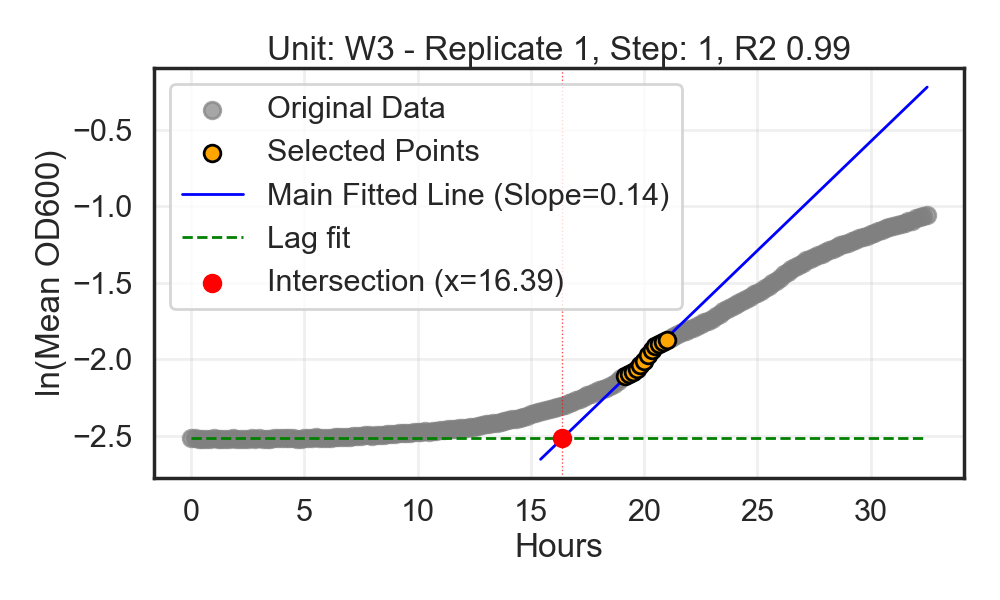 Unit: W3 - Replicate 1, Step: 1, R2 0.99
Original Data
Selected Points
Main Fitted Line (Slope=0.14)
Lag fit
Intersection (x=16.39)
ln(Mean OD600)
−0.5
−1.0
−1.5
−2.0
−2.5
0 5 10 15 20 25 30
Hours